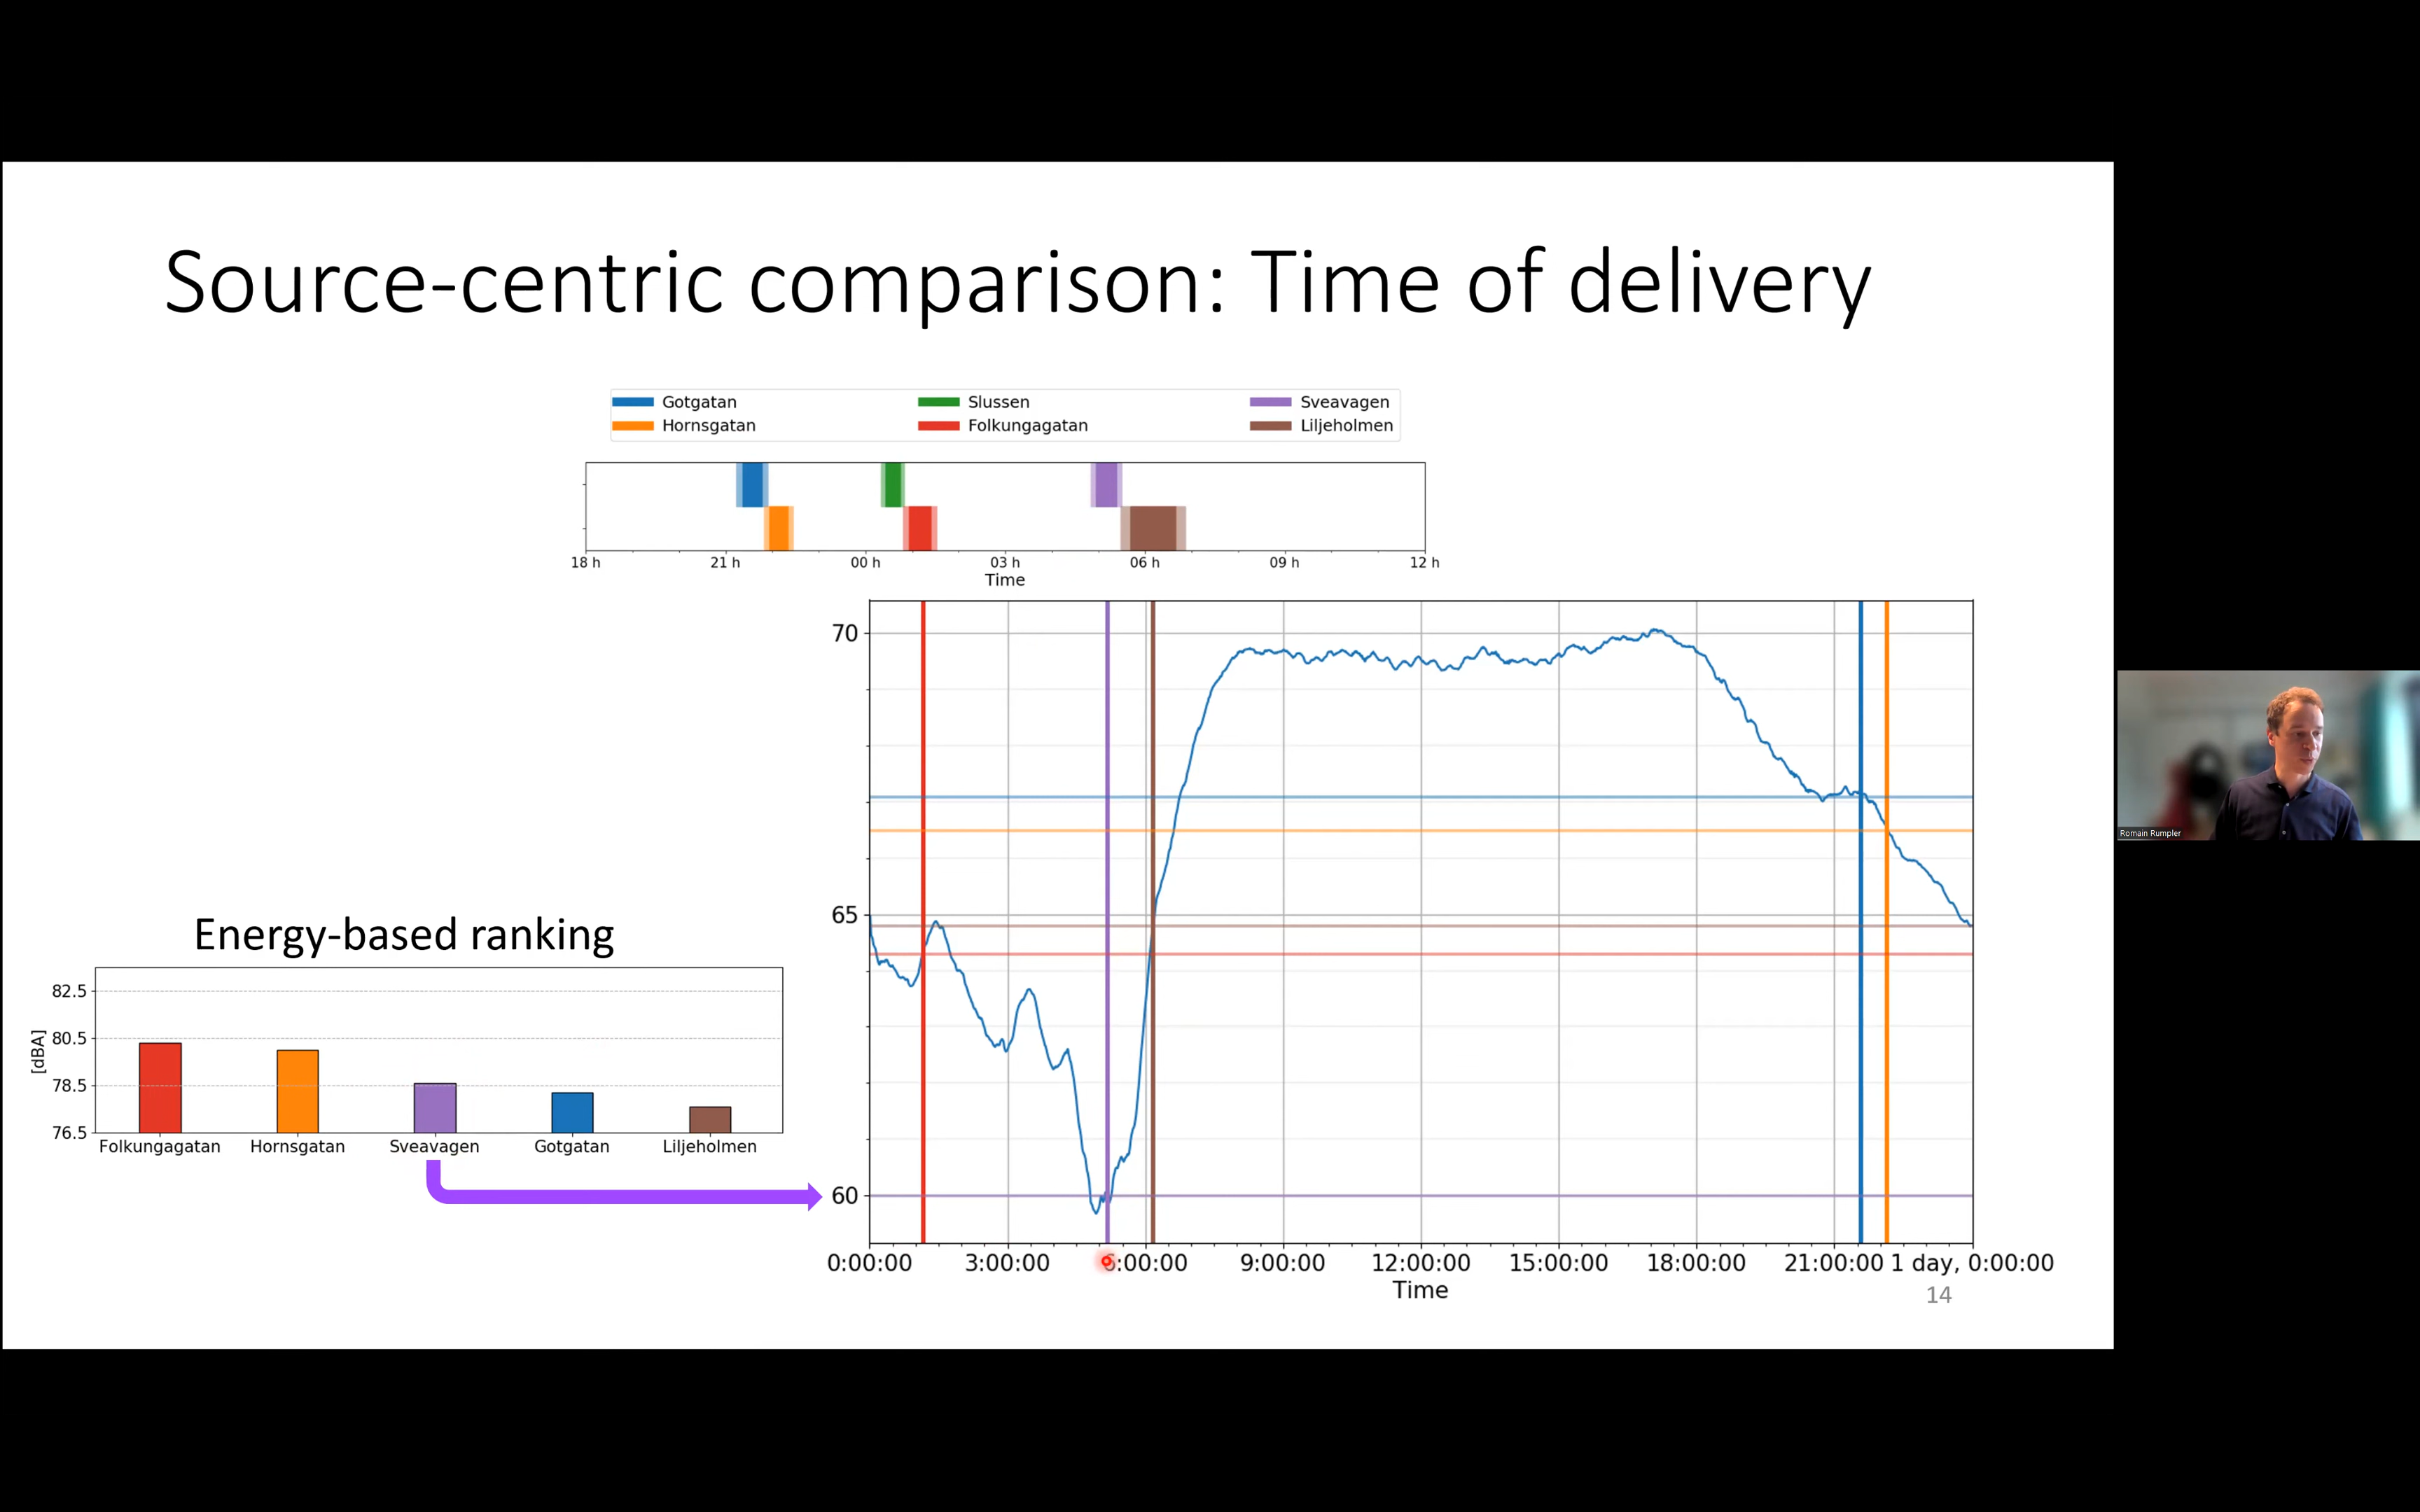 Source-centric comparison: Time of delivery
Gotgatan Slussen Sveavagen
Hornsgatan Folkungagatan Liljeholmen
18 h 21 h 00 h 03 h 06 h 09 h 12 h
Time
70
65
60
0:00:00 3:00:00 6:00:00 9:00:00 12:00:00 15:00:00 18:00:00 21:00:00 1 day, 0:00:00
Time
Energy-based ranking
[dBA]
82.5
80.5
78.5
76.5
Folkungagatan Hornsgatan Sveavagen Gotgatan Liljeholmen
14
Romain Rumpler